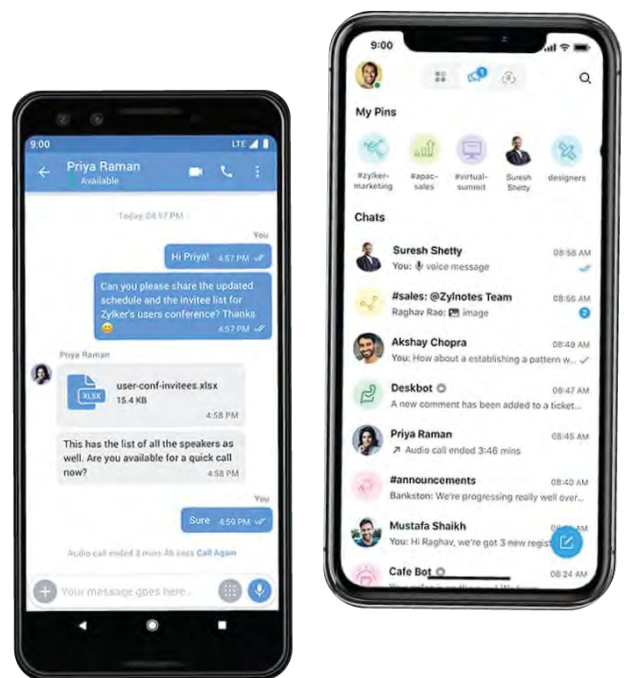 9:00
LTE
Priya Raman
Available
Today, 04:57 PM
You
Hi Priya! 4:57 PM
Can you please share the updated
schedule and the invitee list for
Zylker's users conference? Thanks
4:57 PM
Priya Raman
XLSX
user-conf-invitees.xlsx
15.4 KB
4:58 PM
This has the list of all the speakers as
well. Are you available for a quick call
now?
4:58 PM
You
Sure 4:59 PM
Audio call ended 3 mins 46 secs Call Again
Your message goes here..
9:00
1
My Pins
#zylker-
marketing
#apac-
sales
#virtual-
summit
Suresh
Shetty
designers
Chats
Suresh Shetty 08:56 AM
You: voice message
#sales: @Zylnotes Team 08:56 AM
Raghav Rao: image 2
Akshay Chopra 08:49 AM
You: How about a establishing a pattern w...
Deskbot 08:47 AM
A new comment has been added to a ticket...
Priya Raman 08:45 AM
Audio call ended 3:46 mins
#announcements 08:40 AM
Bankston: We're progressing really well over...
Mustafa Shaikh AM
You: Hi Raghav, we're got 3 new regist
Cafe Bot 08:24 AM